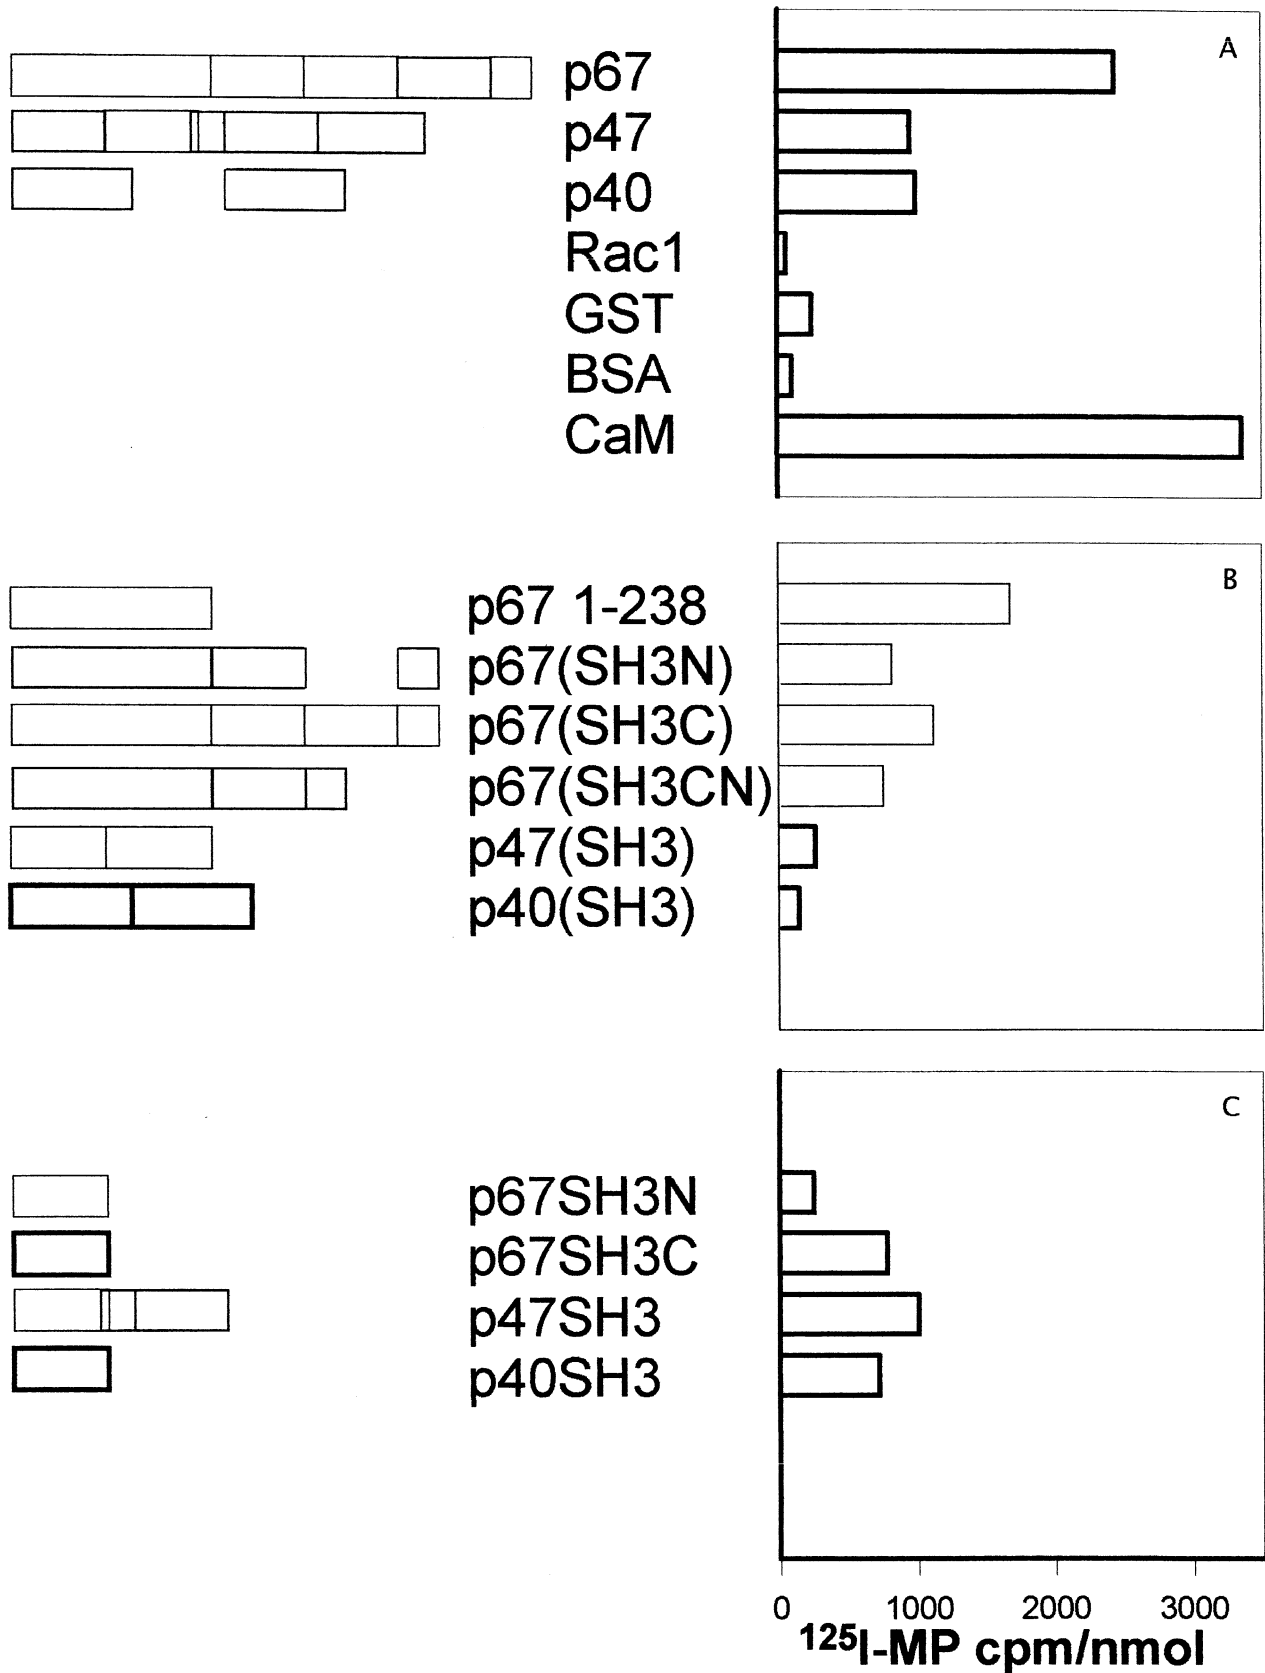 A
p67
p47
p40
Rac1
GST
BSA
CaM
B
p67 1-238
p67(SH3N)
p67(SH3C)
p67(SH3CN)
p47(SH3)
p40(SH3)
C
p67SH3N
p67SH3C
p47SH3
p40SH3
0 1000 2000 3000
¹²⁵I-MP cpm/nmol